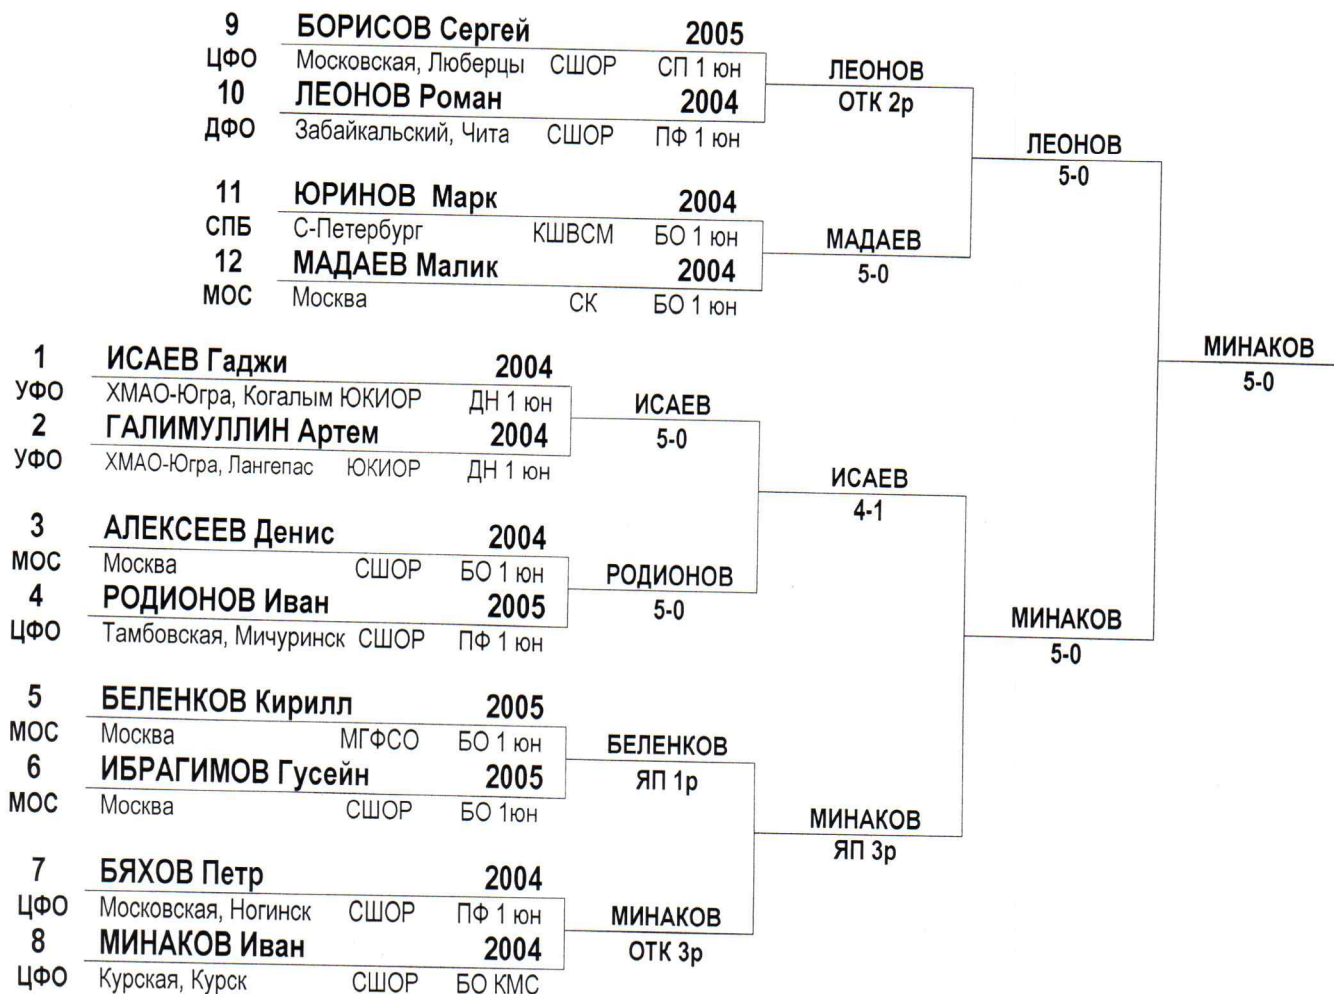 9 БОРИСОВ Сергей 2005
ЦФО Московская, Люберцы СШОР СП 1 юн
10 ЛЕОНОВ Роман 2004
ДФО Забайкальский, Чита СШОР ПФ 1 юн
ЛЕОНОВ
ОТК 2р
11 ЮРИНОВ Марк 2004
СПБ С-Петербург КШВСМ БО 1 юн
12 МАДАЕВ Малик 2004
МОС Москва СК БО 1 юн
МАДАЕВ
5-0
ЛЕОНОВ
5-0
1 ИСАЕВ Гаджи 2004
УФО ХМАО-Югра, Когалым ЮКИОР ДН 1 юн
2 ГАЛИМУЛЛИН Артем 2004
УФО ХМАО-Югра, Лангепас ЮКИОР ДН 1 юн
ИСАЕВ
5-0
3 АЛЕКСЕЕВ Денис 2004
МОС Москва СШОР БО 1 юн
4 РОДИОНОВ Иван 2005
ЦФО Тамбовская, Мичуринск СШОР ПФ 1 юн
РОДИОНОВ
5-0
ИСАЕВ
4-1
5 БЕЛЕНКОВ Кирилл 2005
МОС Москва МГФСО БО 1 юн
6 ИБРАГИМОВ Гусейн 2005
МОС Москва СШОР БО 1юн
БЕЛЕНКОВ
ЯП 1р
7 БЯХОВ Петр 2004
ЦФО Московская, Ногинск СШОР ПФ 1 юн
8 МИНАКОВ Иван 2004
ЦФО Курская, Курск СШОР БО КМС
МИНАКОВ
ОТК 3р
МИНАКОВ
ЯП 3р
МИНАКОВ
5-0
МИНАКОВ
5-0